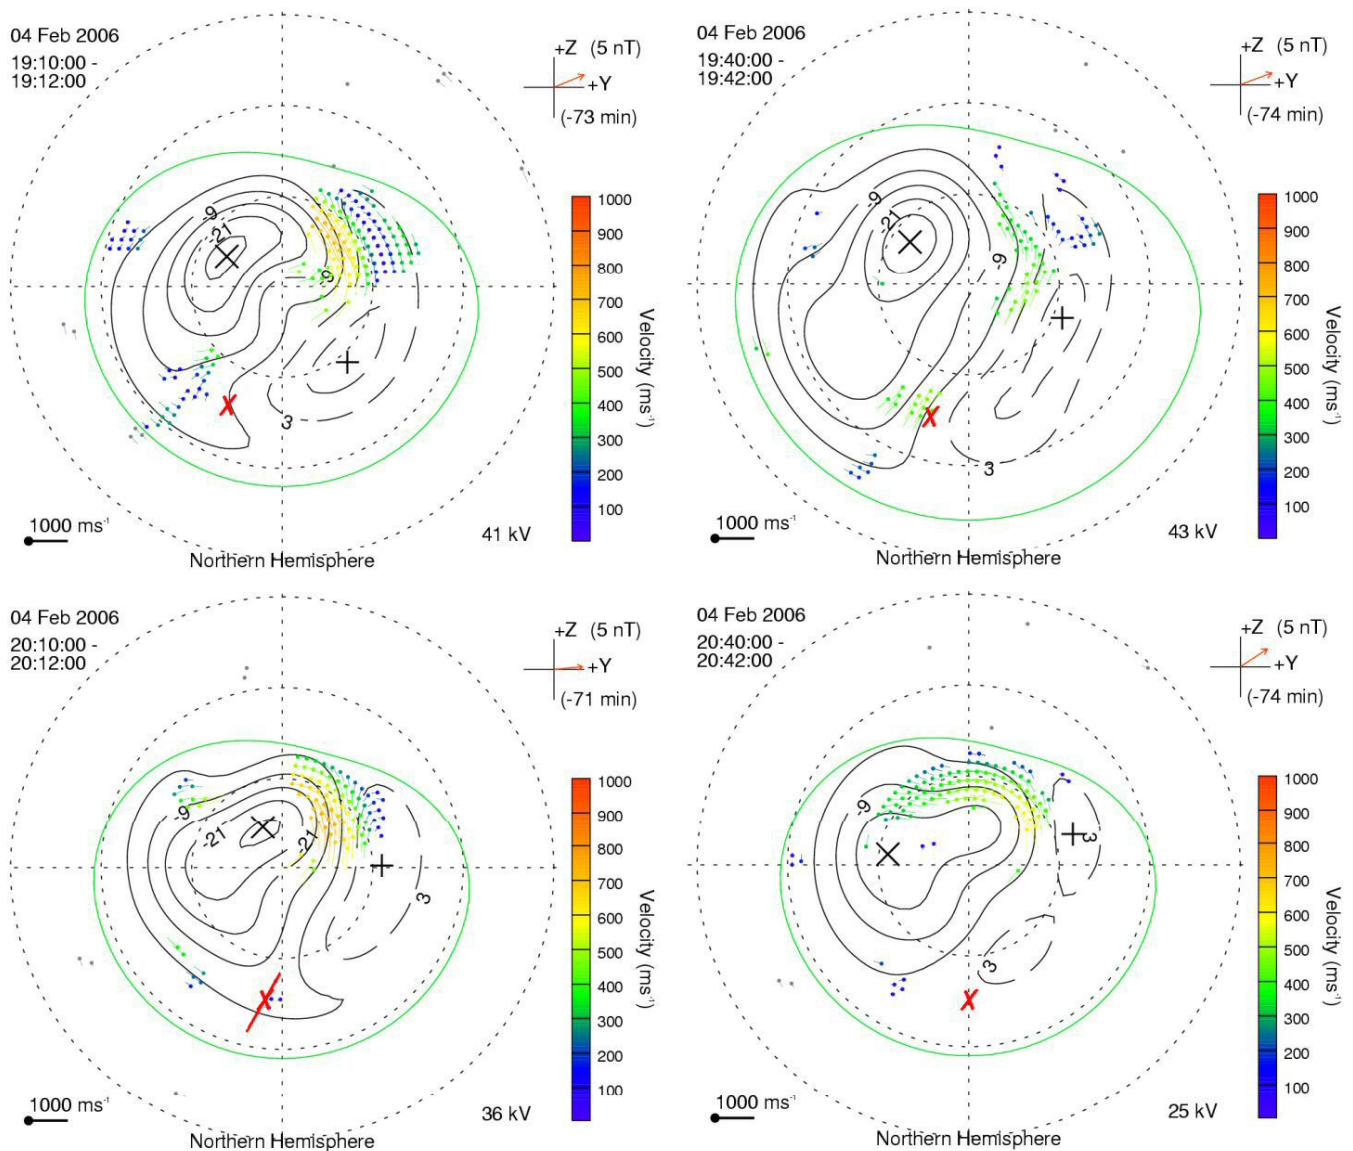 04 Feb 2006
19:10:00 -
19:12:00
+Z (5 nT)
+Y
(-73 min)
-9
-21
-9
3
1000 ms⁻¹
41 kV
Northern Hemisphere
1000
900
800
700
600
500
400
300
200
100
Velocity (ms⁻¹)
04 Feb 2006
19:40:00 -
19:42:00
+Z (5 nT)
+Y
(-74 min)
-9
-21
-9
3
1000 ms⁻¹
43 kV
Northern Hemisphere
1000
900
800
700
600
500
400
300
200
100
Velocity (ms⁻¹)
04 Feb 2006
20:10:00 -
20:12:00
+Z (5 nT)
+Y
(-71 min)
-9
-21
-21
3
1000 ms⁻¹
36 kV
Northern Hemisphere
1000
900
800
700
600
500
400
300
200
100
Velocity (ms⁻¹)
04 Feb 2006
20:40:00 -
20:42:00
+Z (5 nT)
+Y
(-74 min)
-9
3
3
1000 ms⁻¹
25 kV
Northern Hemisphere
1000
900
800
700
600
500
400
300
200
100
Velocity (ms⁻¹)